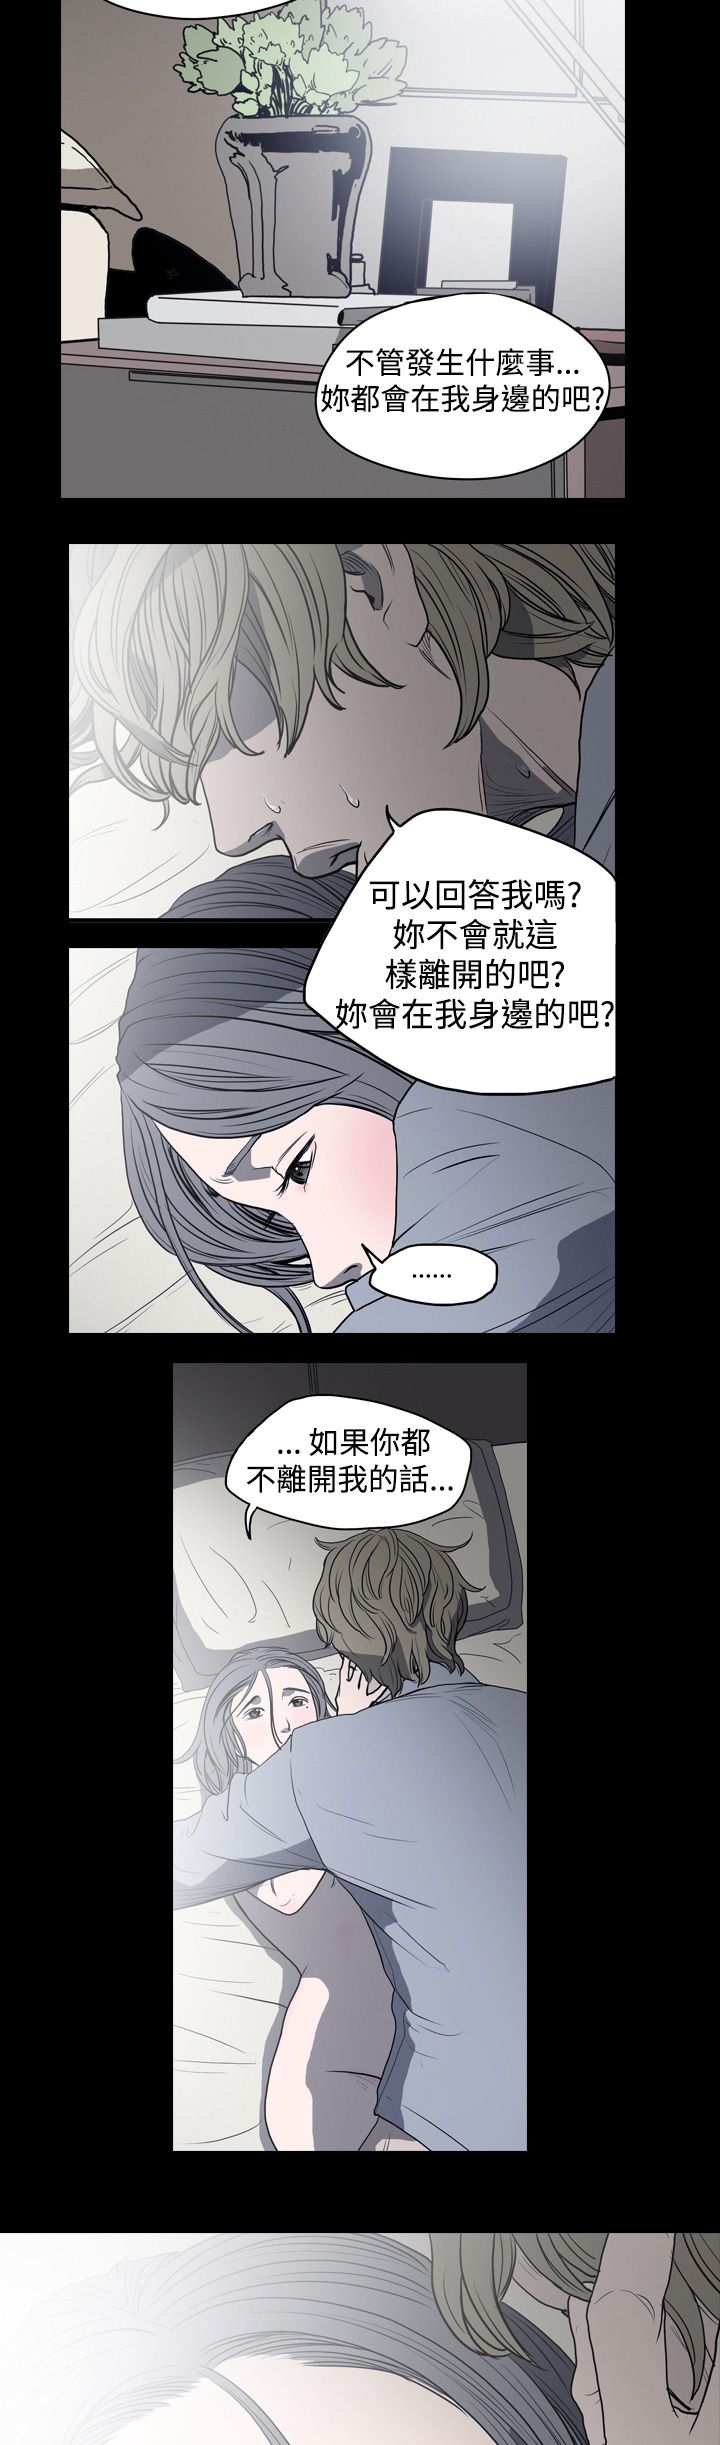 不管發生什麼事...
妳都會在我身邊的吧?
可以回答我嗎?
妳不會就這
樣離開的吧?
妳會在我身邊的吧?
......
... 如果你都
不離開我的話...